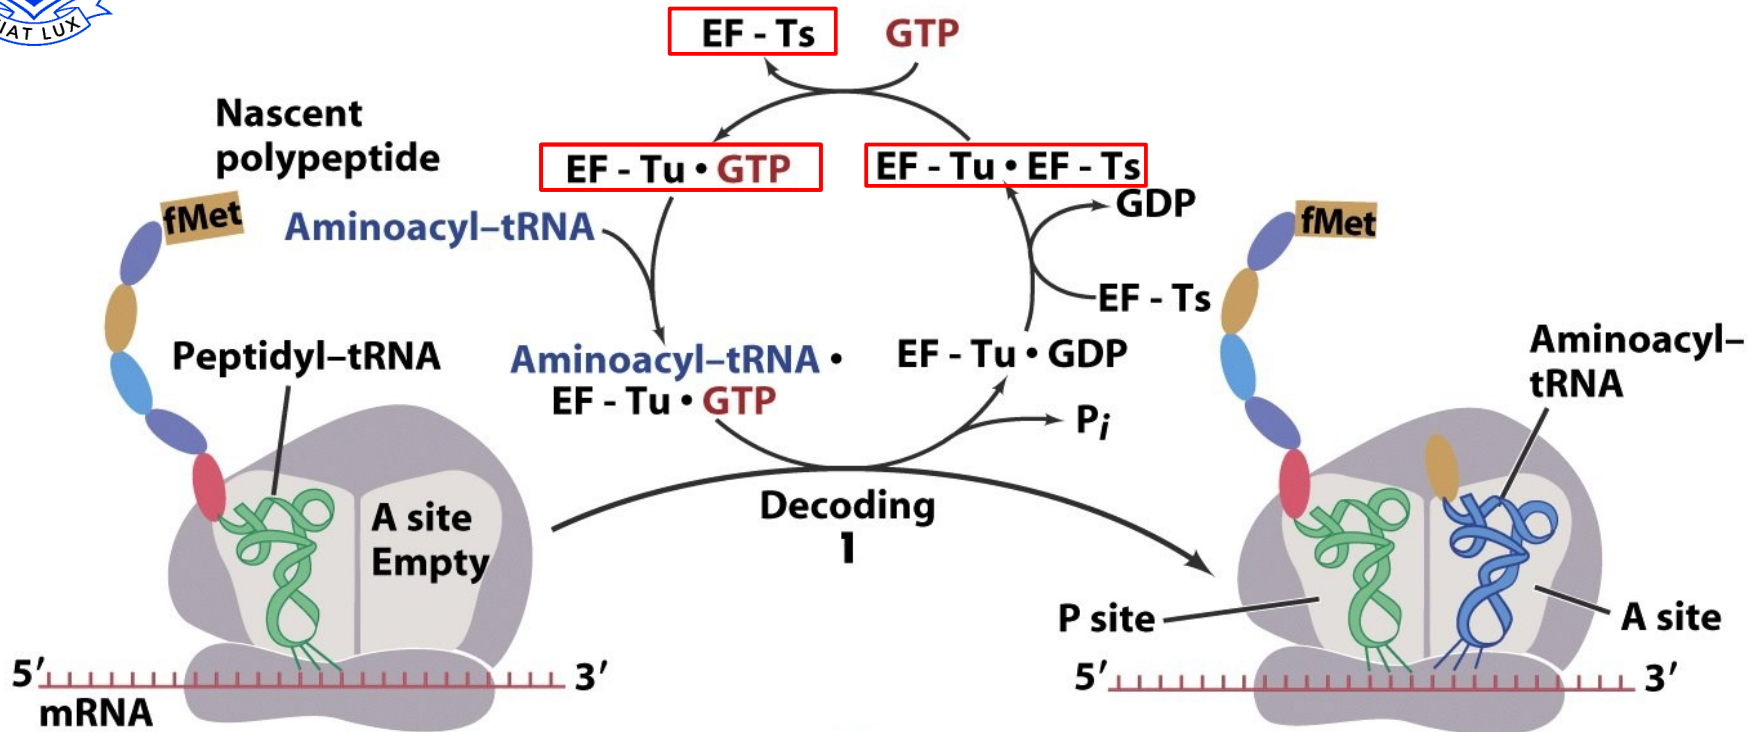 IAT LUX
EF - Ts
GTP
Nascent
polypeptide
EF - Tu • GTP
EF - Tu • EF - Ts
GDP
fMet
Aminoacyl–tRNA
fMet
EF - Ts
Peptidyl–tRNA
Aminoacyl–tRNA •
EF - Tu • GTP
EF - Tu • GDP
Aminoacyl–
tRNA
Pi
A site
Empty
Decoding
1
P site
A site
5′
3′
mRNA
5′
3′